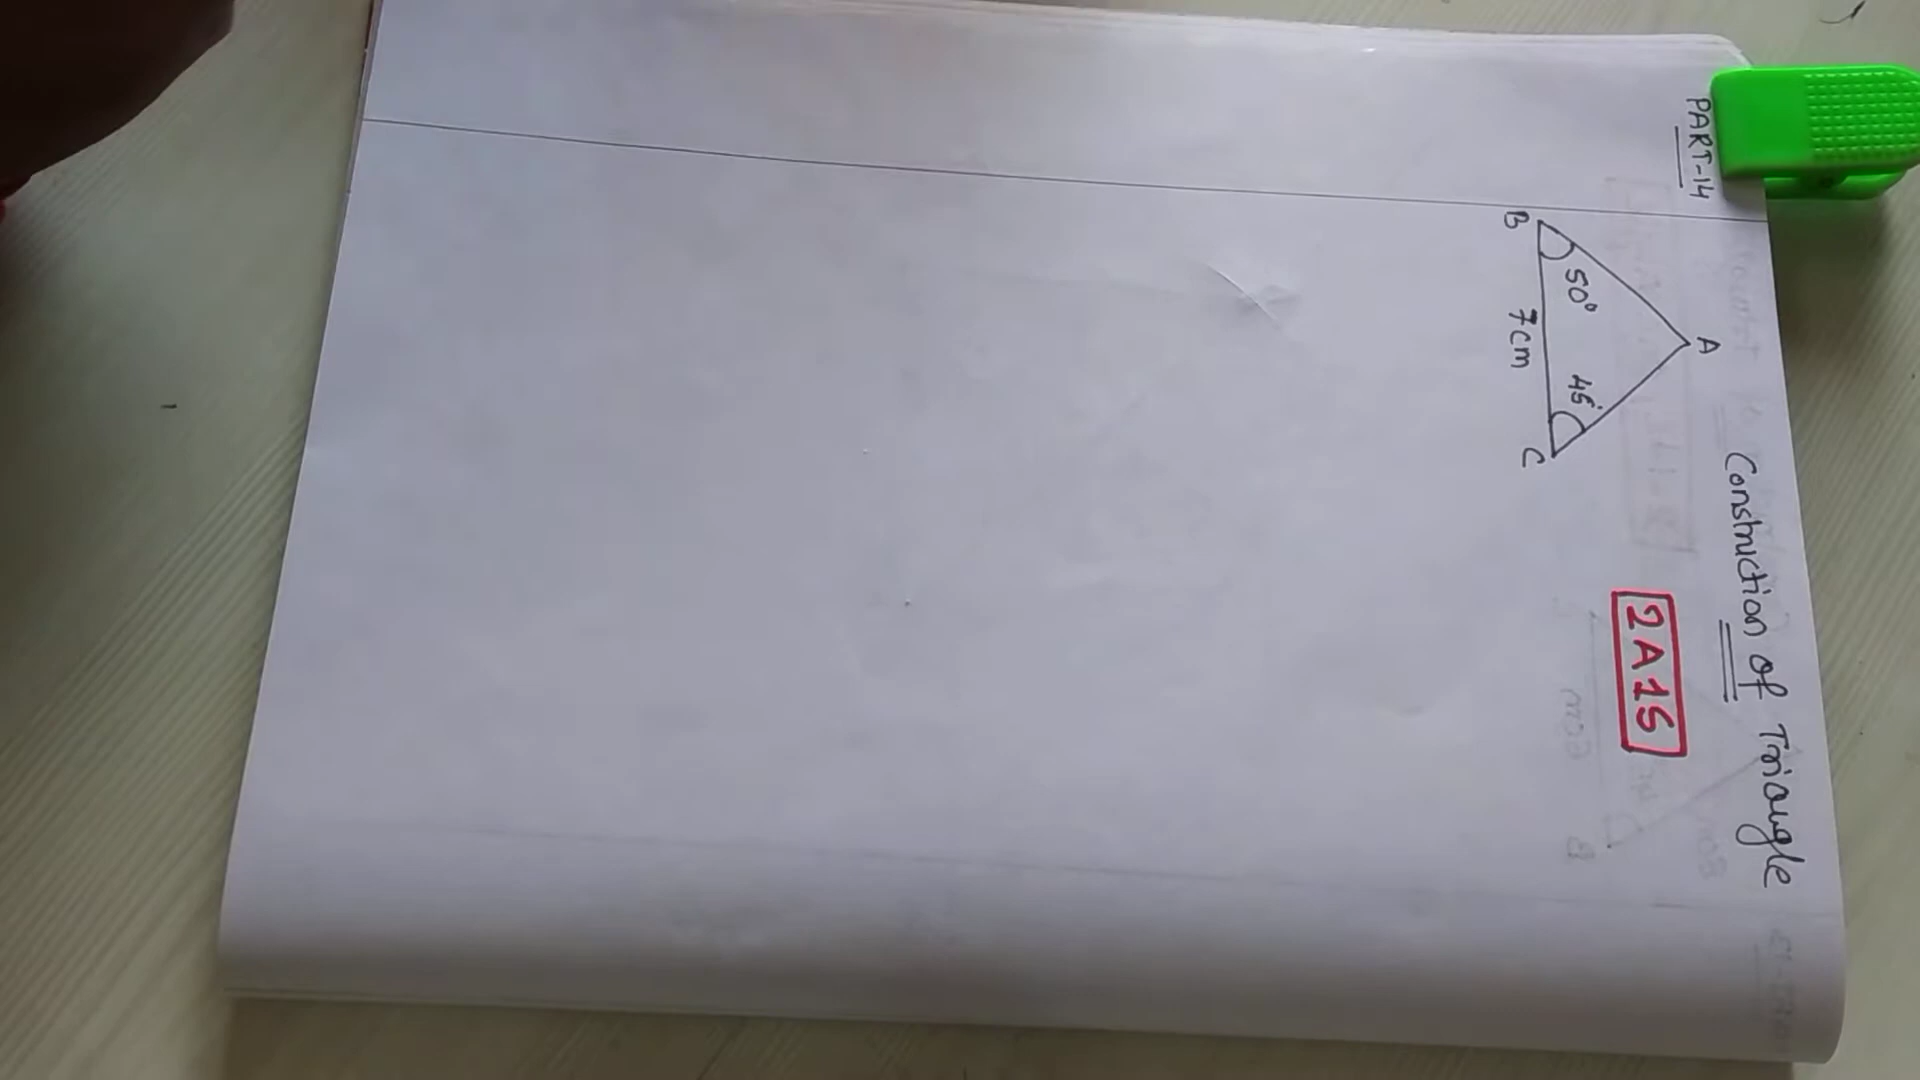 PART-14
Construction of Triangle
2A1S
A
50° 45°
B 7cm C